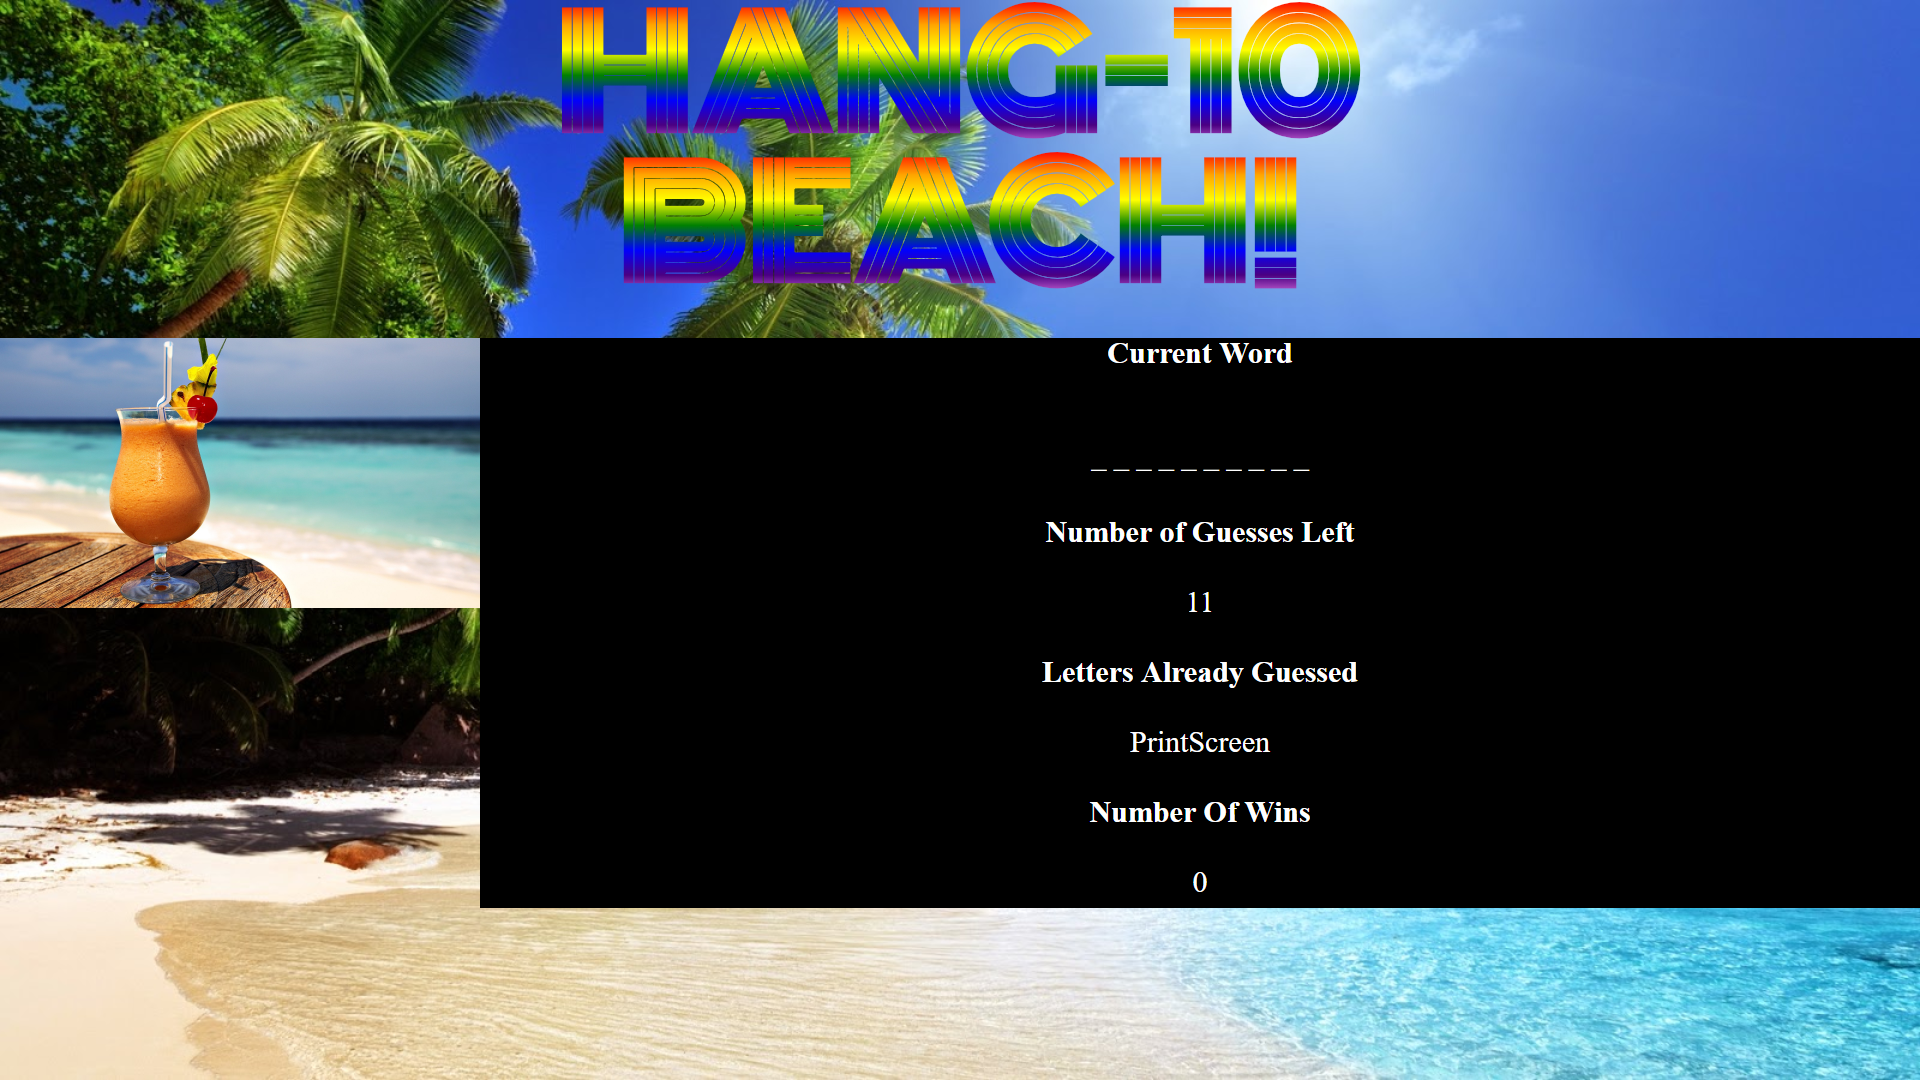 HANG-10
BEACH!
Current Word
_ _ _ _ _ _ _ _ _ _
Number of Guesses Left
11
Letters Already Guessed
PrintScreen
Number Of Wins
0